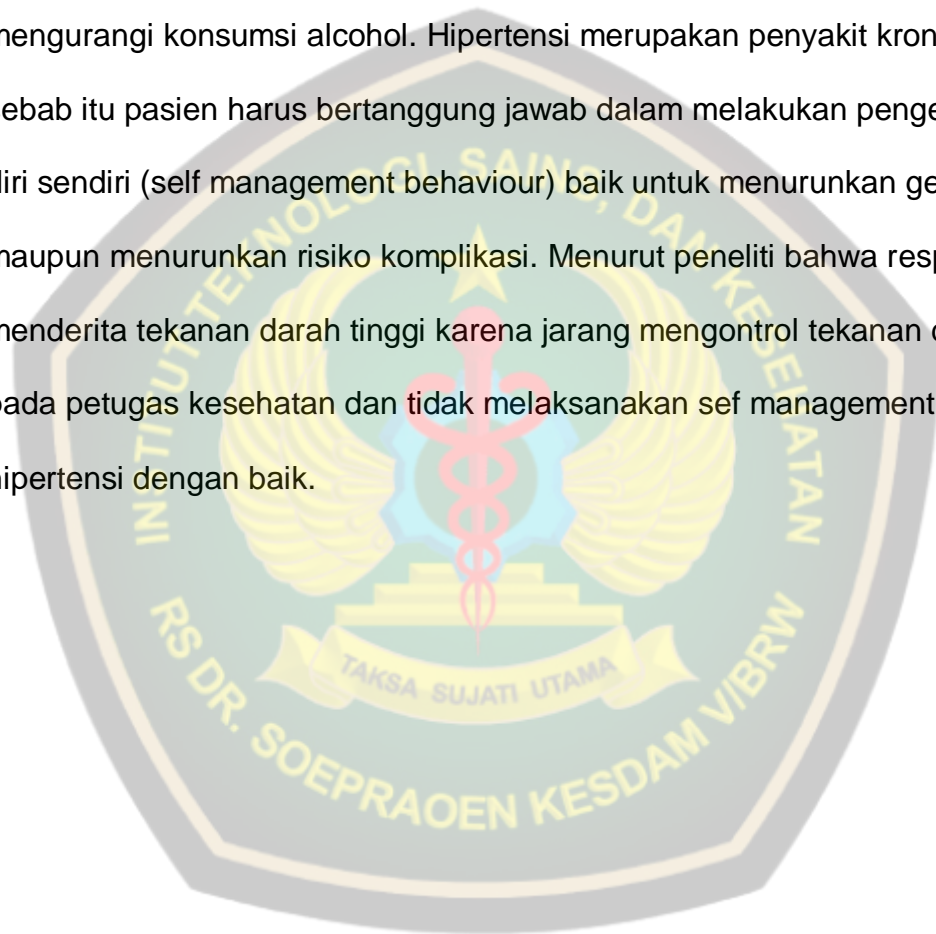 mengurangi konsumsi alcohol. Hipertensi merupakan penyakit kron
sebab itu pasien harus bertanggung jawab dalam melakukan penge
diri sendiri (self management behaviour) baik untuk menurunkan ge
maupun menurunkan risiko komplikasi. Menurut peneliti bahwa resp
menderita tekanan darah tinggi karena jarang mengontrol tekanan
pada petugas kesehatan dan tidak melaksanakan sef management
hipertensi dengan baik.
INSTITUT TEKNOLOGI, SAINS, DAN KESEHATAN
TAKSA SUJATI UTAMA
RS DR. SOEPRAOEN KESDAM V/BRW